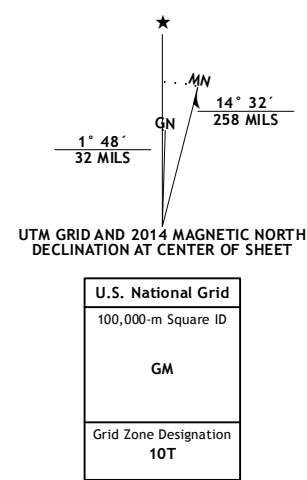 ★
MN
GN
14° 32´
258 MILS
1° 48´
32 MILS
UTM GRID AND 2014 MAGNETIC NORTH
DECLINATION AT CENTER OF SHEET
U.S. National Grid
100,000-m Square ID
GM
Grid Zone Designation
10T